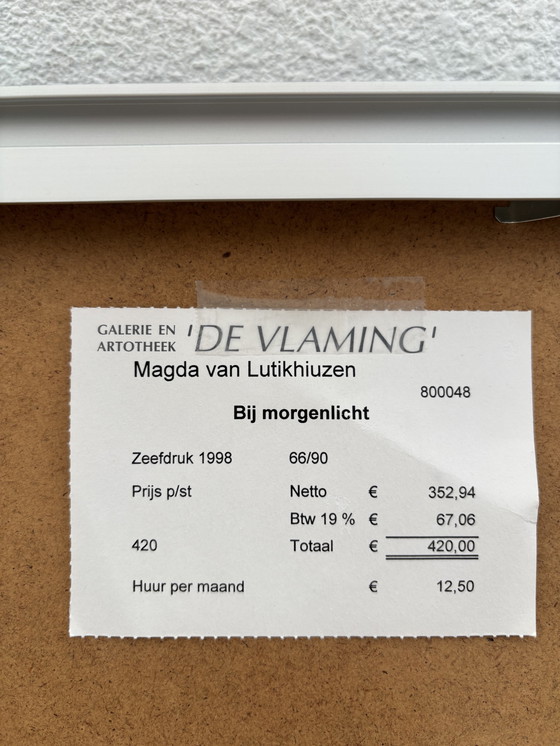 GALERIE EN ARTOTHEEK 'DE VLAMING'
Magda van Lutikhiuzen
800048
Bij morgenlicht
Zeefdruk 1998 66/90
Prijs p/st Netto € 352,94
Btw 19 % € 67,06
420 Totaal € 420,00
Huur per maand € 12,50